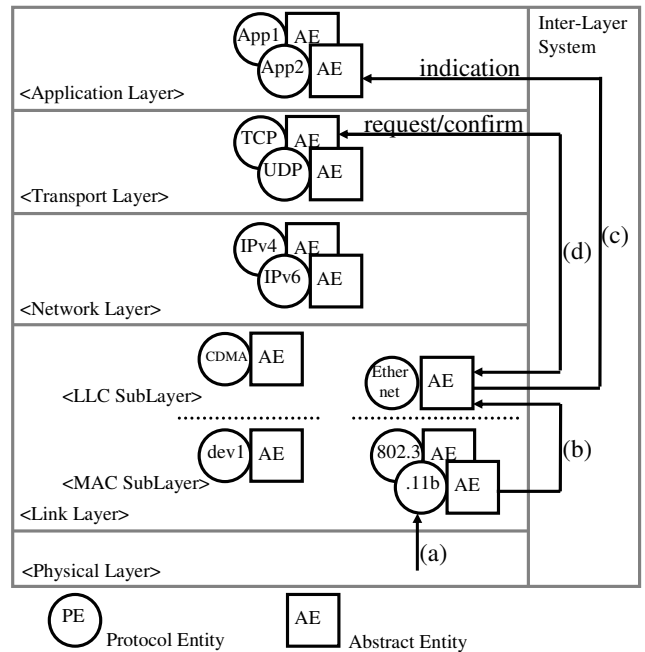 App1
AE
App2
AE
<Application Layer>
Inter-Layer
System
indication
TCP
AE
request/confirm
UDP
AE
<Transport Layer>
(c)
(d)
IPv4
AE
IPv6
AE
<Network Layer>
CDMA
AE
Ether
net
AE
<LLC SubLayer>
dev1
AE
802.3
AE
(b)
.11b
AE
<MAC SubLayer>
<Link Layer>
(a)
<Physical Layer>
PE
Protocol Entity
AE
Abstract Entity